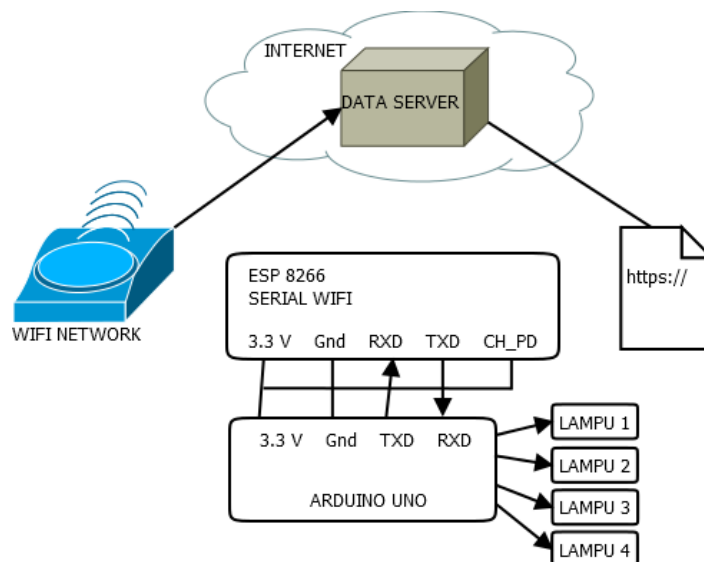 INTERNET
DATA SERVER
WIFI NETWORK
https://
ESP 8266
SERIAL WIFI
3.3 V Gnd RXD TXD CH_PD
3.3 V Gnd TXD RXD
ARDUINO UNO
LAMPU 1
LAMPU 2
LAMPU 3
LAMPU 4